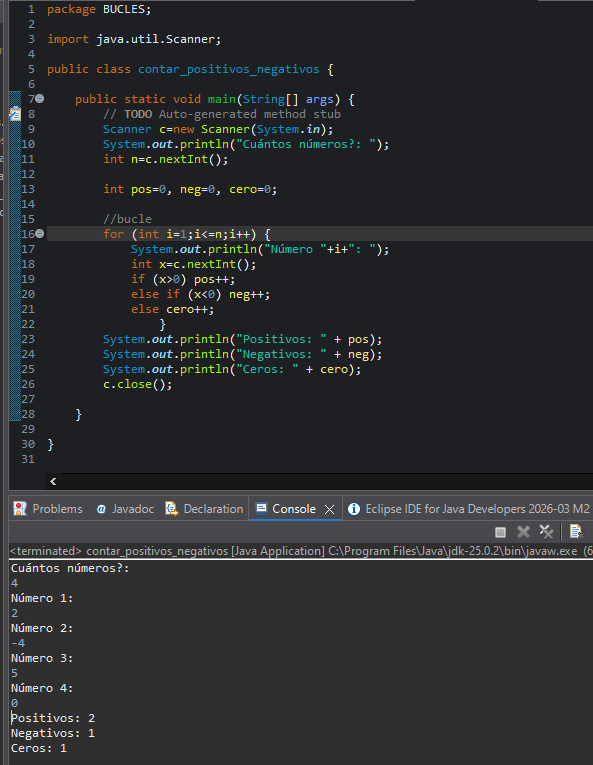 1 package BUCLES;
2
3 import java.util.Scanner;
4
5 public class contar_positivos_negativos {
6
7 public static void main(String[] args) {
8 // TODO Auto-generated method stub
9 Scanner c=new Scanner(System.in);
10 System.out.println("Cuántos números?: ");
11 int n=c.nextInt();
12
13 int pos=0, neg=0, cero=0;
14
15 //bucle
16 for (int i=1;i<=n;i++) {
17 System.out.println("Número "+i+": ");
18 int x=c.nextInt();
19 if (x>0) pos++;
20 else if (x<0) neg++;
21 else cero++;
22 }
23 System.out.println("Positivos: " + pos);
24 System.out.println("Negativos: " + neg);
25 System.out.println("Ceros: " + cero);
26 c.close();
27
28 }
29
30 }
31
Problems @ Javadoc Declaration Console Eclipse IDE for Java Developers 2026-03 M2
<terminated> contar_positivos_negativos [Java Application] C:\Program Files\Java\jdk-25.0.2\bin\javaw.exe (6
Cuántos números?:
4
Número 1:
2
Número 2:
-4
Número 3:
5
Número 4:
0
Positivos: 2
Negativos: 1
Ceros: 1